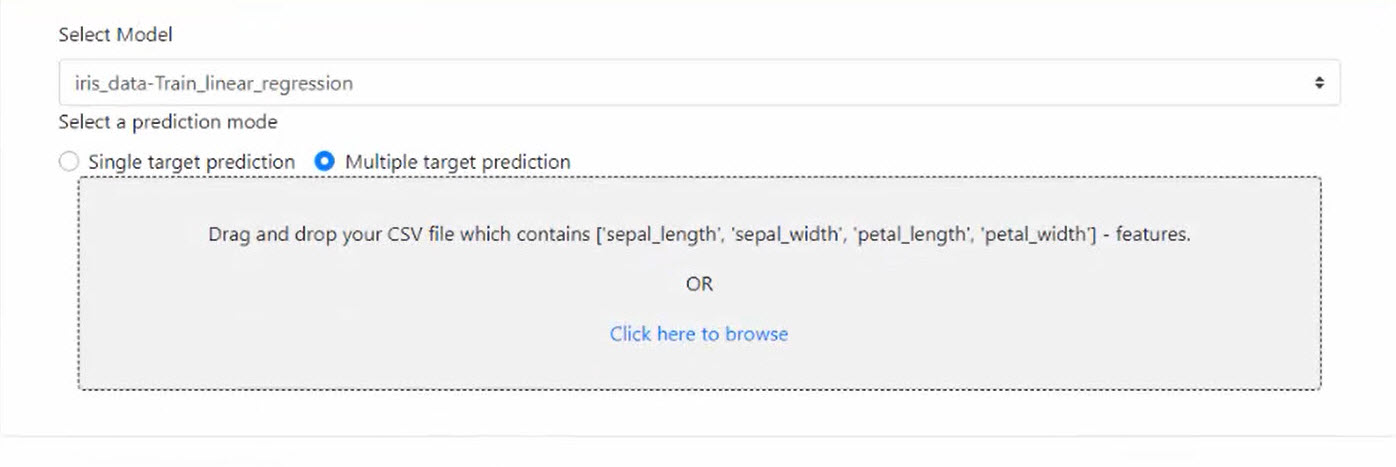 Select Model
iris_data-Train_linear_regression
Select a prediction mode
Single target prediction Multiple target prediction
Drag and drop your CSV file which contains ['sepal_length', 'sepal_width', 'petal_length', 'petal_width'] - features.
OR
Click here to browse